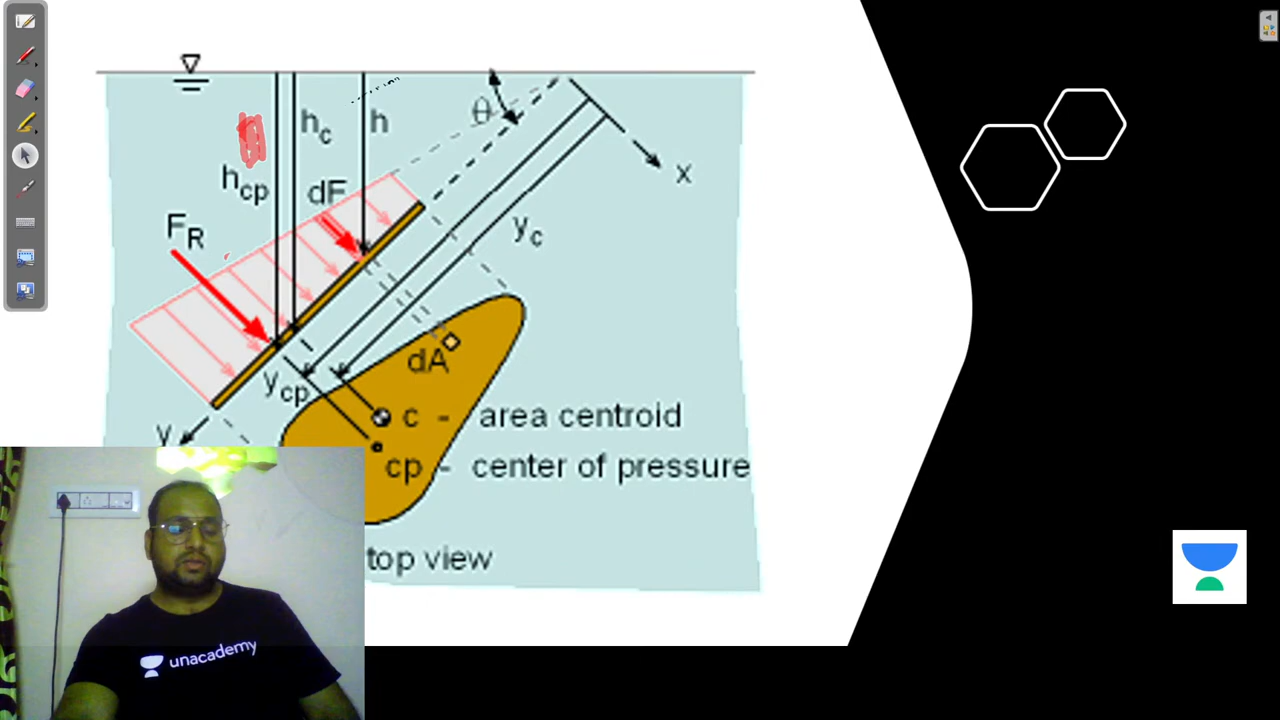 θ
h_c
h
h_cp
dF
x
F_R
y_c
dA
y_cp
c - area centroid
y
cp - center of pressure
top view
unacademy